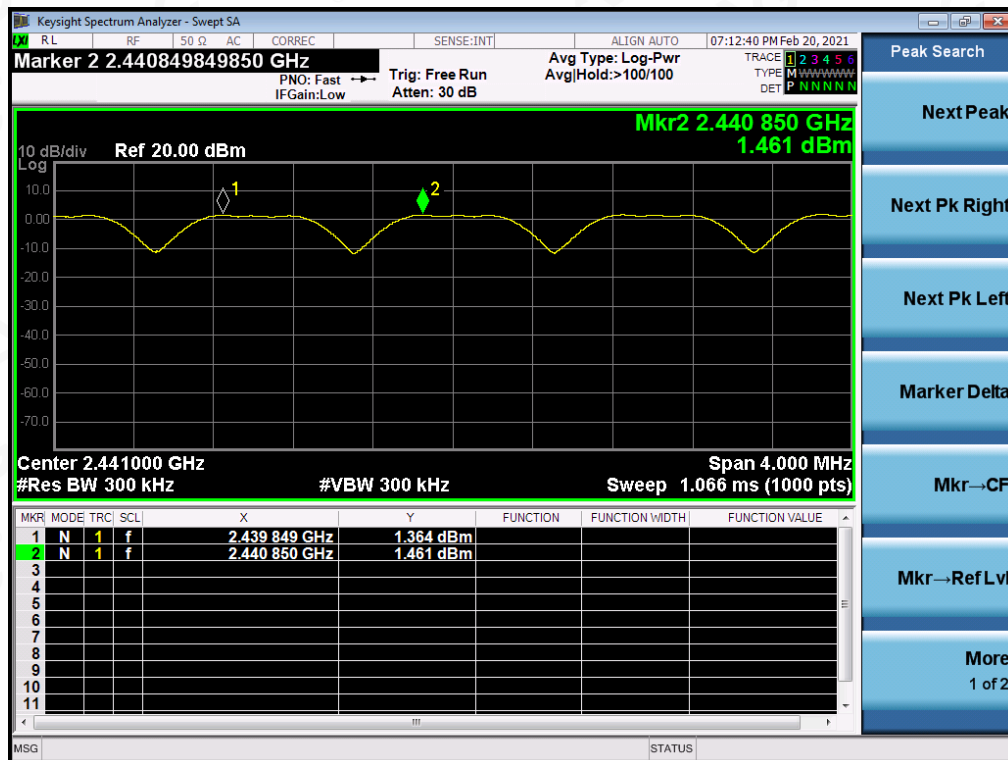 Keysight Spectrum Analyzer - Swept SA
LXI RL RF 50 Ω AC CORREC SENSE:INT ALIGN AUTO 07:12:40 PM Feb 20, 2021
Marker 2 2.440849849850 GHz
PNO: Fast
IFGain:Low
Trig: Free Run
Atten: 30 dB
Avg Type: Log-Pwr
Avg|Hold:>100/100
TRACE 1 2 3 4 5 6
TYPE M WWWWW
DET P N N N N N
Mkr2 2.440 850 GHz
1.461 dBm
10 dB/div Ref 20.00 dBm
Log
10.0
0.00
-10.0
-20.0
-30.0
-40.0
-50.0
-60.0
-70.0
1
2
Center 2.441000 GHz Span 4.000 MHz
#Res BW 300 kHz #VBW 300 kHz Sweep 1.066 ms (1000 pts)
MKR MODE TRC SCL X Y FUNCTION FUNCTION WIDTH FUNCTION VALUE
1 N 1 f 2.439 849 GHz 1.364 dBm
2 N 1 f 2.440 850 GHz 1.461 dBm
3
4
5
6
7
8
9
10
11
MSG STATUS
Peak Search
Next Peak
Next Pk Right
Next Pk Left
Marker Delta
Mkr→CF
Mkr→Ref Lvl
More
1 of 2